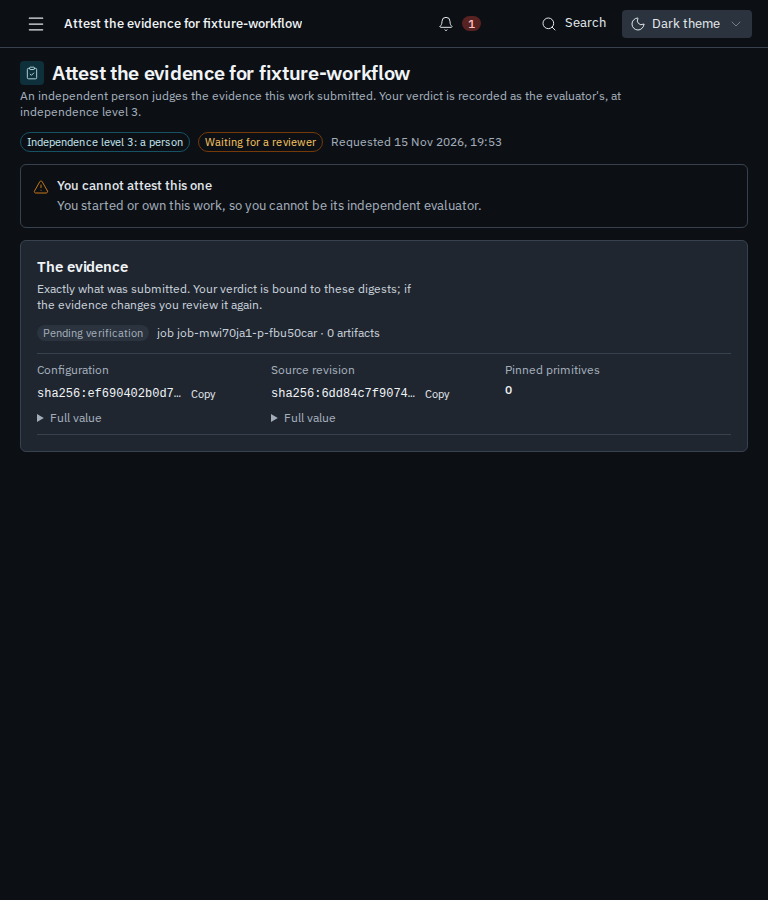 Attest the evidence for fixture-workflow
1
Search
Dark theme
Attest the evidence for fixture-workflow
An independent person judges the evidence this work submitted. Your verdict is recorded as the evaluator's, at
independence level 3.
Independence level 3: a person
Waiting for a reviewer
Requested 15 Nov 2026, 19:53
You cannot attest this one
You started or own this work, so you cannot be its independent evaluator.
The evidence
Exactly what was submitted. Your verdict is bound to these digests; if
the evidence changes you review it again.
Pending verification
job job-mwi70ja1-p-fbu50car · 0 artifacts
Configuration
Source revision
Pinned primitives
sha256:ef690402b0d7… Copy
sha256:6dd84c7f9074… Copy
0
Full value
Full value